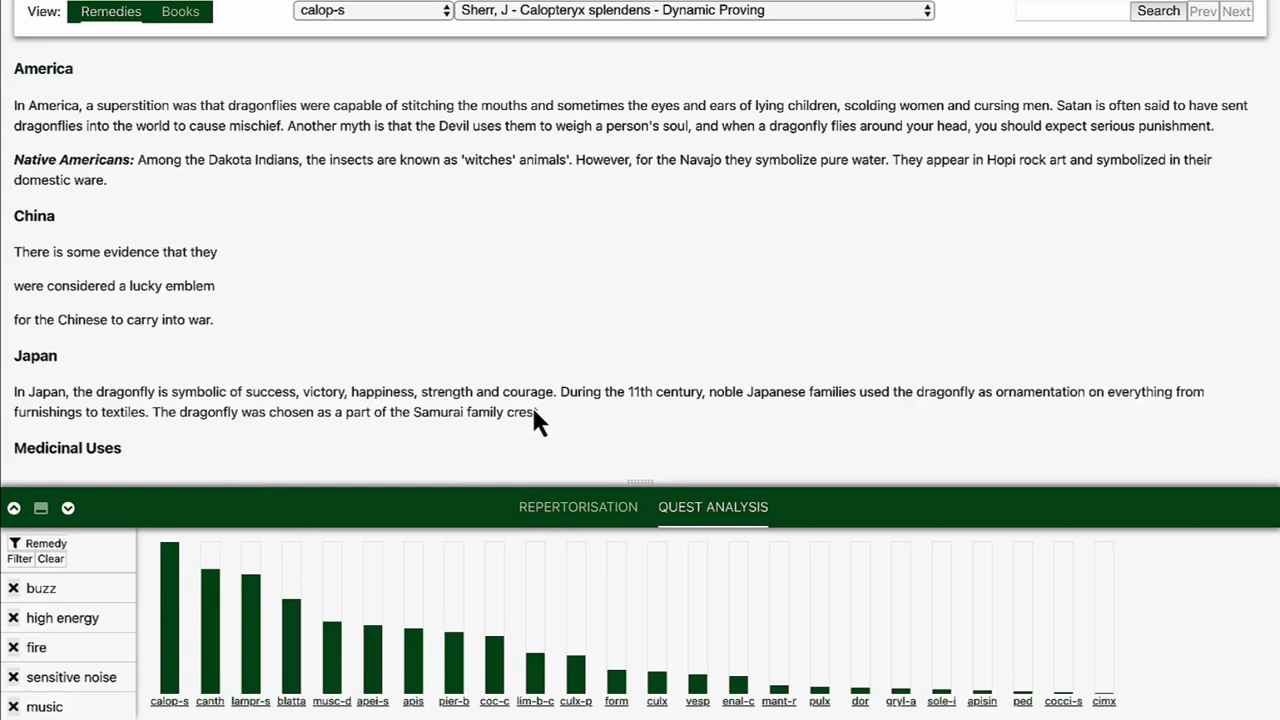 View: Remedies Books calop-s Sherr, J - Calopteryx splendens - Dynamic Proving Search Prev Next
America
In America, a superstition was that dragonflies were capable of stitching the mouths and sometimes the eyes and ears of lying children, scolding women and cursing men. Satan is often said to have sent
dragonflies into the world to cause mischief. Another myth is that the Devil uses them to weigh a person's soul, and when a dragonfly flies around your head, you should expect serious punishment.
Native Americans: Among the Dakota Indians, the insects are known as 'witches' animals'. However, for the Navajo they symbolize pure water. They appear in Hopi rock art and symbolized in their
domestic ware.
China
There is some evidence that they
were considered a lucky emblem
for the Chinese to carry into war.
Japan
In Japan, the dragonfly is symbolic of success, victory, happiness, strength and courage. During the 11th century, noble Japanese families used the dragonfly as ornamentation on everything from
furnishings to textiles. The dragonfly was chosen as a part of the Samurai family crest
Medicinal Uses
REPERTORISATION QUEST ANALYSIS
Remedy
Filter Clear
buzz
high energy
fire
sensitive noise
music
calop-s canth lampr-s blatta musc-d apei-s apis pier-b coc-c lim-b-c culx-p form culx vesp enal-c mant-r pulx dor gryl-a sole-i apisin ped cocci-s cimx